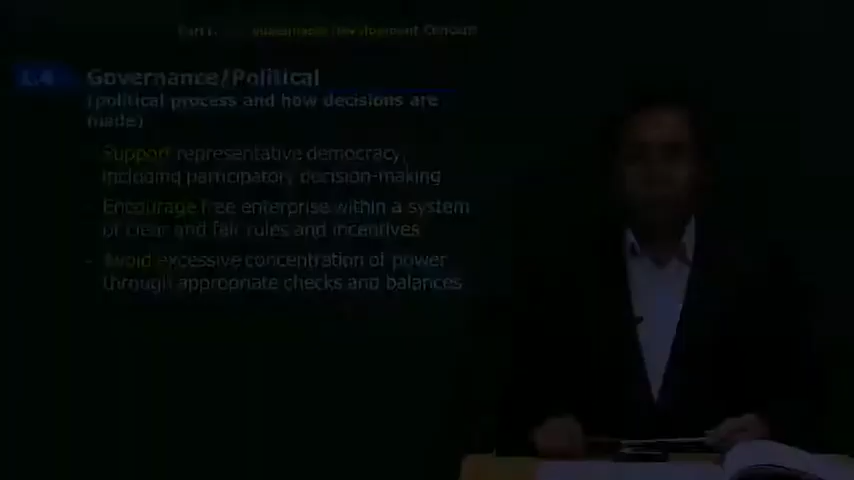 Development Concept
1.4 Governance/Political
(political process and how decisions are
made)
Support representative democracy,
including participatory decision-making
Encourage free enterprise within a system
of clear and fair rules and incentives
- Avoid excessive concentration of power
through appropriate checks and balances